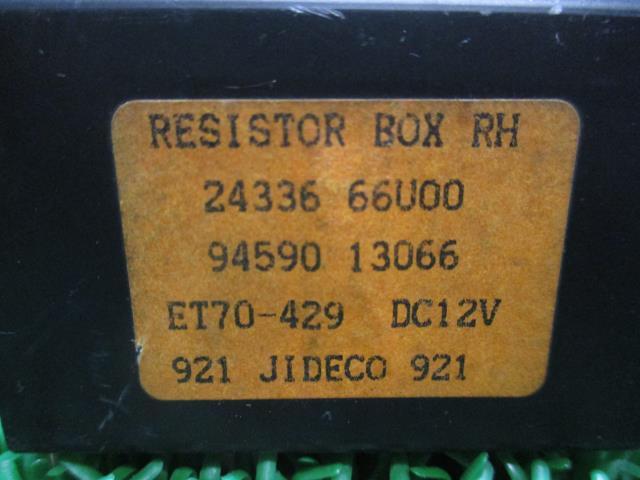 RESISTOR BOX RH
24336 66U00
94590 13066
ET70-429 DC12V
921 JIDECO 921